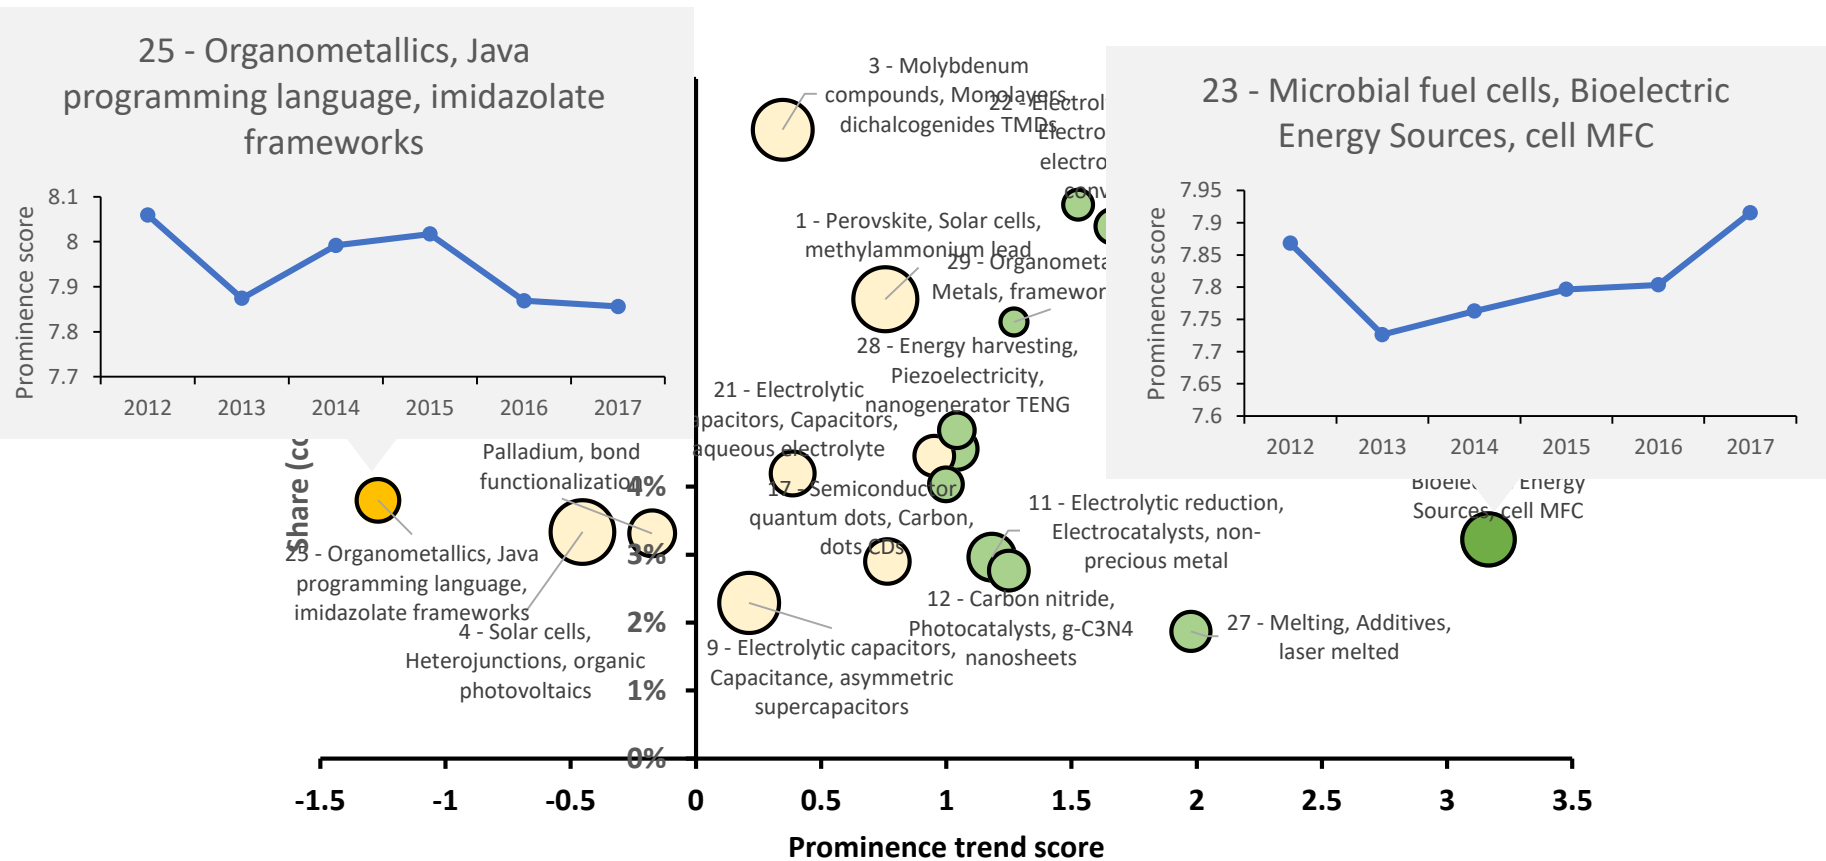 25 - Organometallics, Java
programming language, imidazolate
frameworks
Prominence score
8.1
8
7.9
7.8
7.7
2012
2013
2014
2015
2016
2017
3 - Molybdenum
compounds, Monolayers,
dichalcogenides TMDs
22 -
1 - Perovskite, Solar cells,
methylammonium lead
29 -
Metals,
28 - Energy harvesting,
Piezoelectricity,
nanogenerator TENG
21 - Electrolytic
Capacitors,
aqueous electrolyte
23 - Microbial fuel cells, Bioelectric
Energy Sources, cell MFC
Prominence score
7.95
7.9
7.85
7.8
7.75
7.7
7.65
7.6
2012
2013
2014
2015
2016
2017
Share
Palladium, bond
functionalization
4%
3%
2%
1%
0%
17 - Semiconductor
quantum dots, Carbon,
dots CDs
11 - Electrolytic reduction,
Electrocatalysts, non-
precious metal
Energy
Sources, cell MFC
25 - Organometallics, Java
programming language,
imidazolate frameworks
4 - Solar cells,
Heterojunctions, organic
photovoltaics
9 - Electrolytic capacitors,
Capacitance, asymmetric
supercapacitors
12 - Carbon nitride,
Photocatalysts, g-C3N4
nanosheets
27 - Melting, Additives,
laser melted
-1.5
-1
-0.5
0
0.5
1
1.5
2
2.5
3
3.5
Prominence trend score